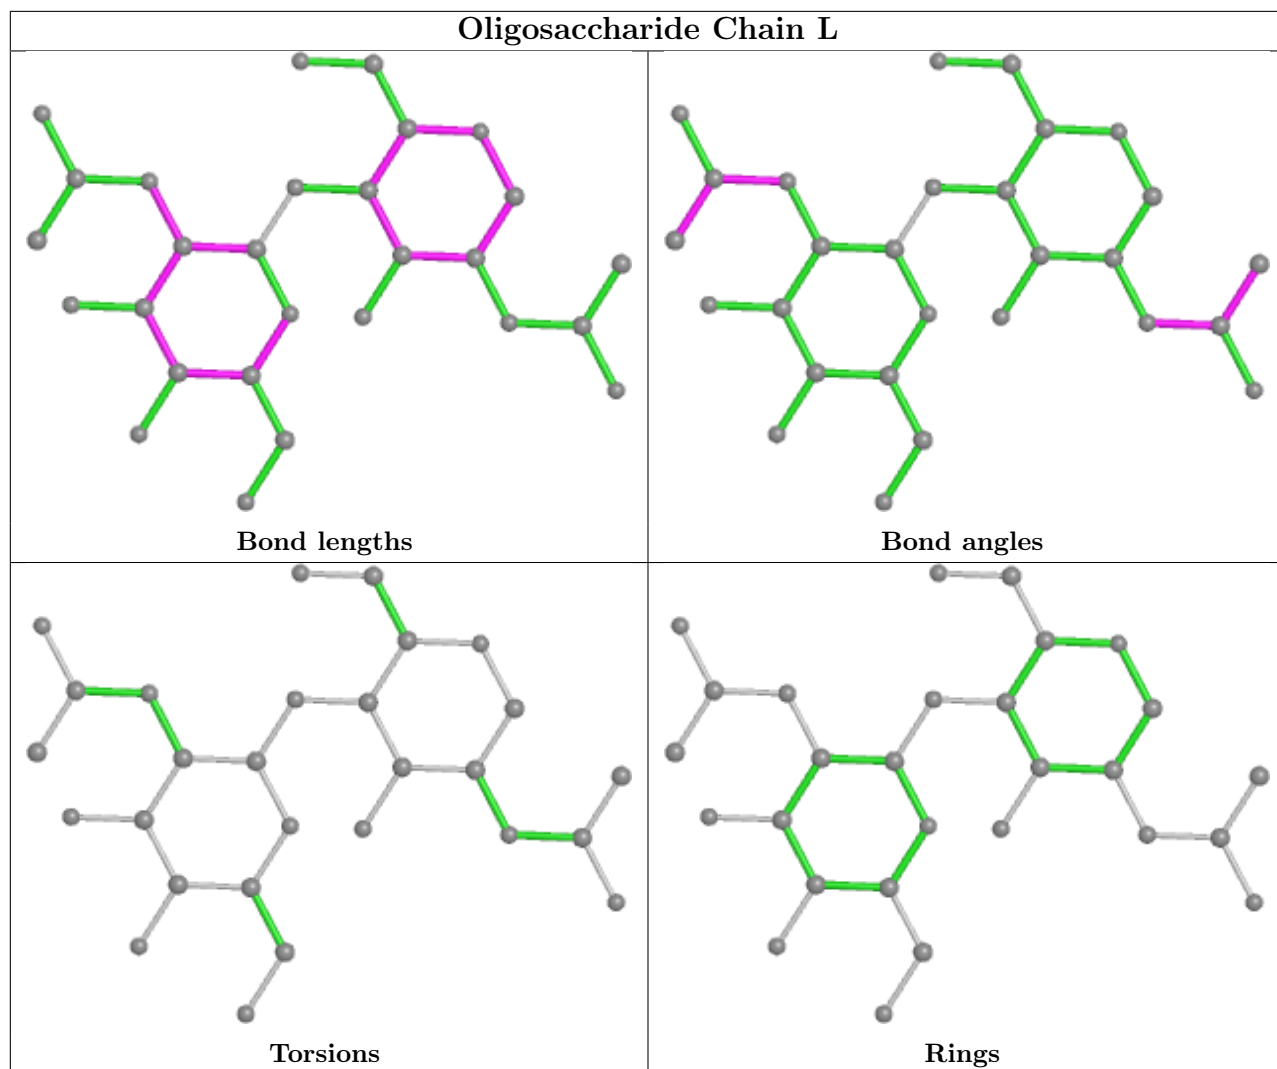 Oligosaccharide Chain L
Bond lengths
Bond angles
Torsions
Rings